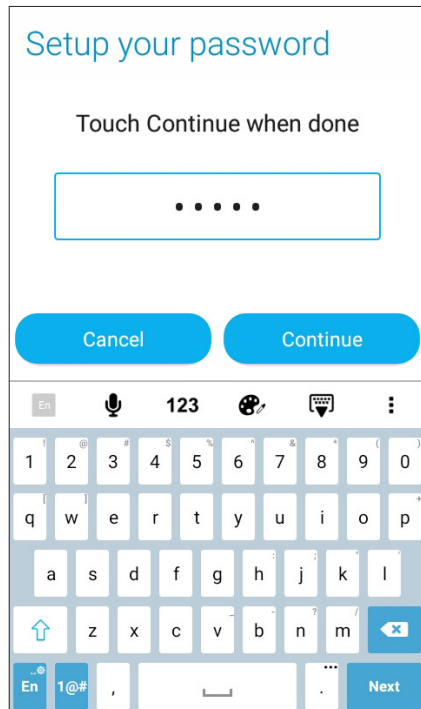 Setup your password
Touch Continue when done
•••••
Cancel Continue
En 123
! @ # $ % ^ & * ( )
1 2 3 4 5 6 7 8 9 0
[ ] +
q w e r t y u i o p
: ; " '
a s d f g h j k l
_ - ? /
z x c v b n m
En 1@# , . Next